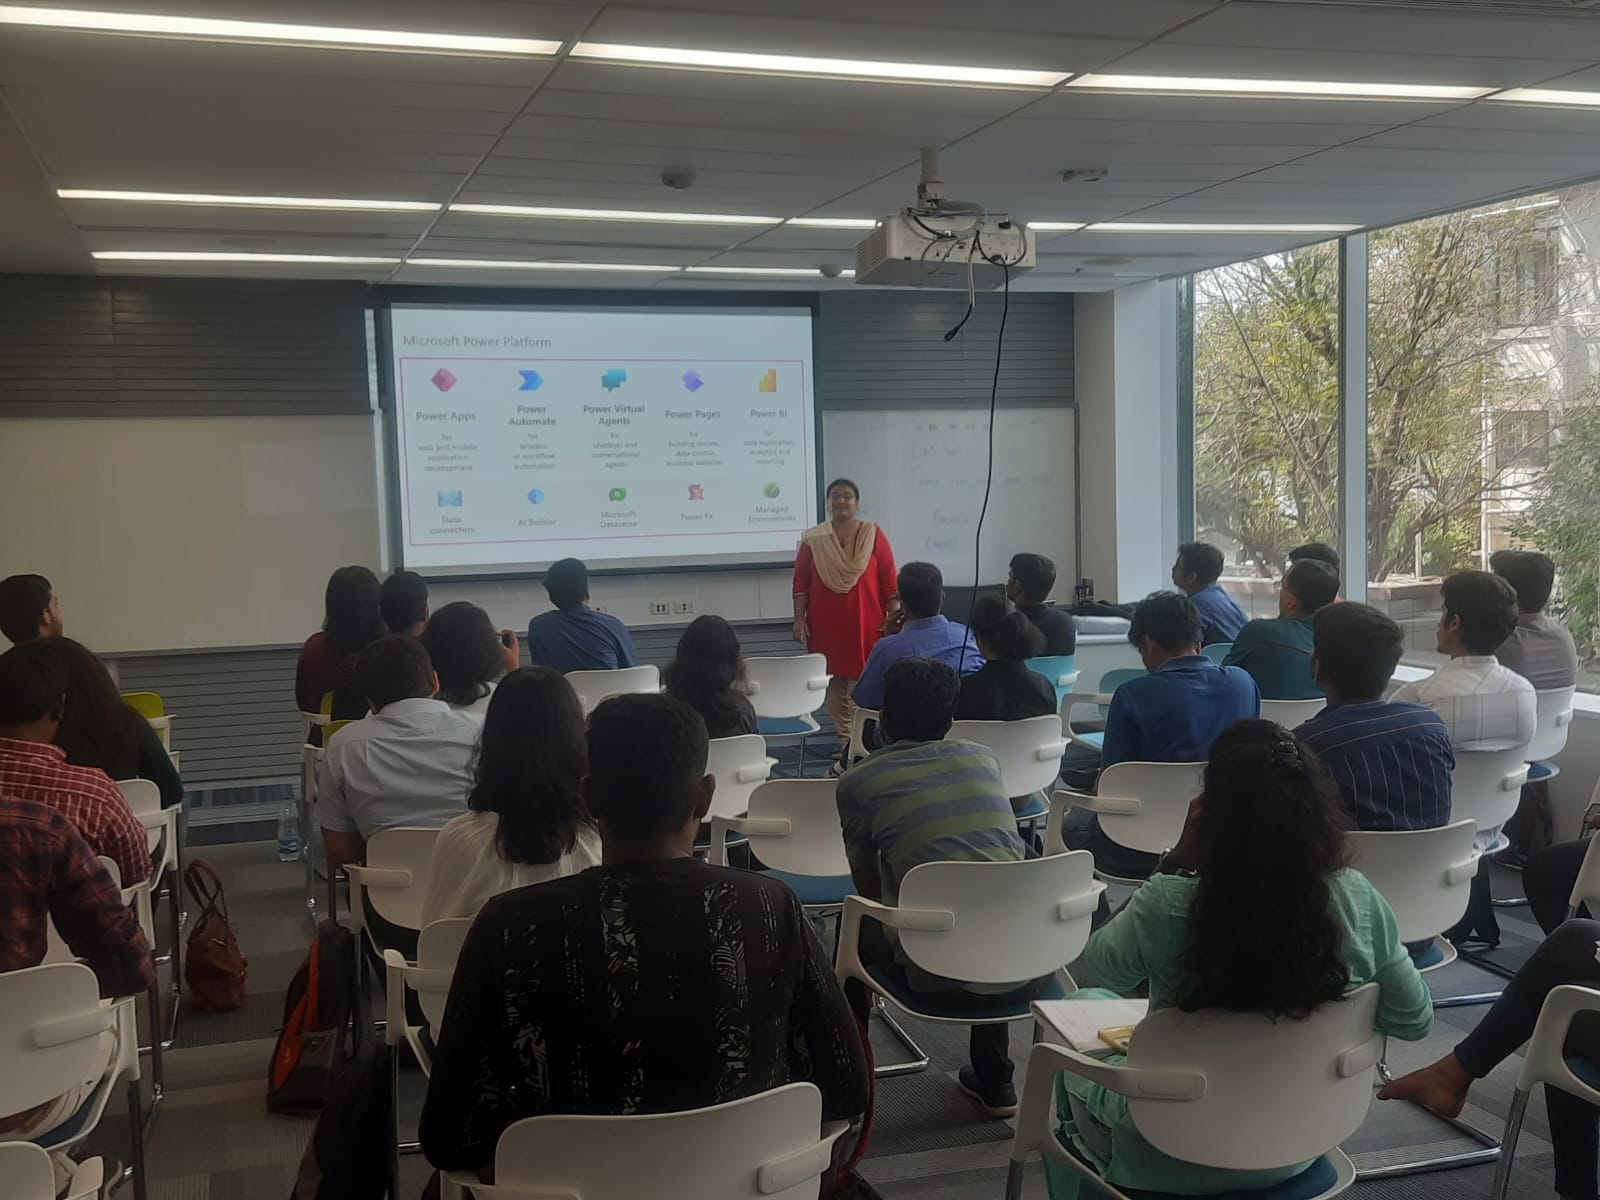 Microsoft Power Platform
Power Apps
for
web and mobile
application
development
Power
Automate
for
process
or workflow
automation
Power Virtual
Agents
for
chatbots and
conversational
agents
Power Pages
for
building secure,
data-centric
business websites
Power BI
for
data exploration,
analytics and
reporting
Data
connectors
AI Builder
Microsoft
Dataverse
Power Fx
Managed
Environments